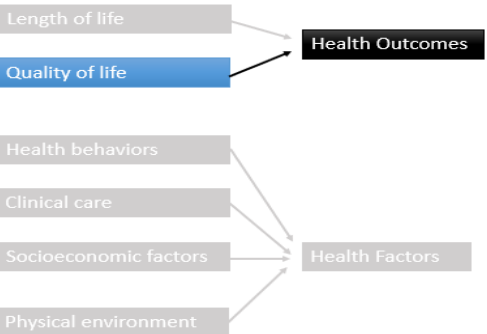 Length of life
Health Outcomes
Quality of life
Health behaviors
Clinical care
Socioeconomic factors
Health Factors
Physical environment